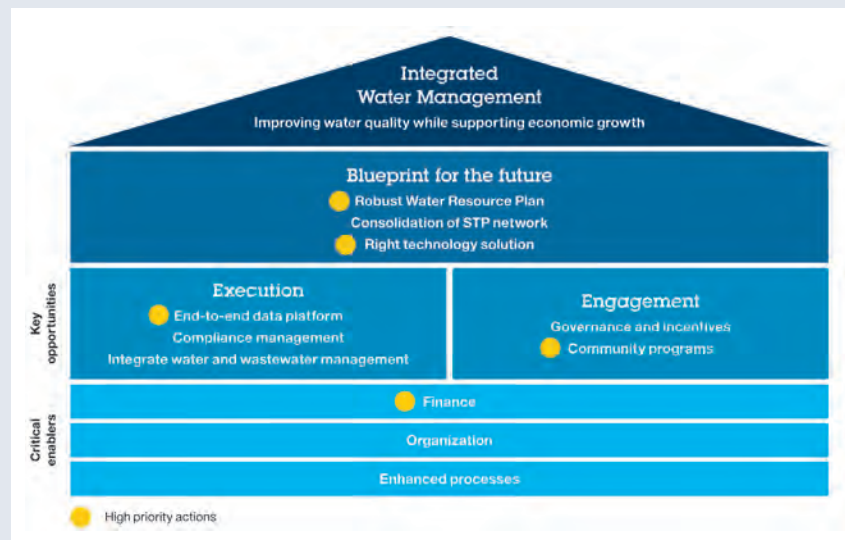 Integrated
Water Management
Improving water quality while supporting economic growth
Blueprint for the future
Robust Water Resource Plan
Consolidation of STP network
Right technology solution
Key
opportunities
Execution
End-to-end data platform
Compliance management
Integrate water and wastewater management
Engagement
Governance and incentives
Community programs
Critical
enablers
Finance
Organization
Enhanced processes
High priority actions